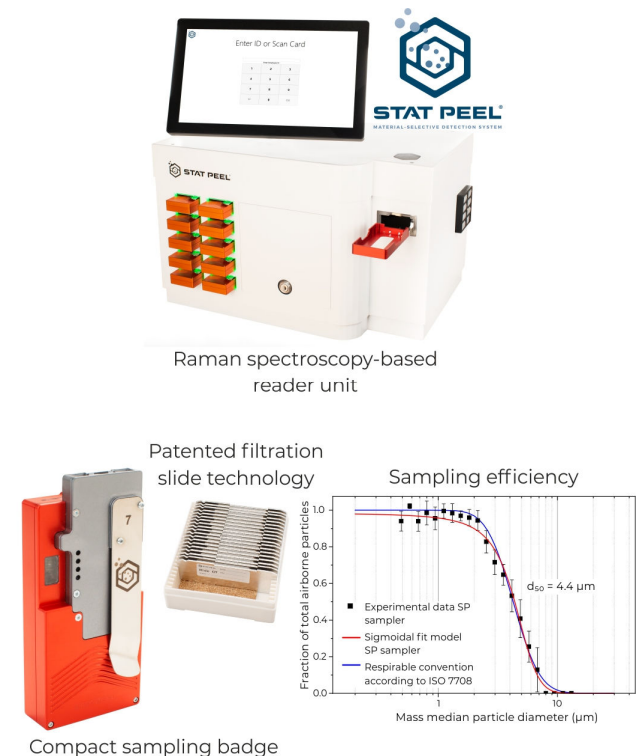 Enter ID or Scan Card
STAT PEEL®
MATERIAL-SELECTIVE DETECTION SYSTEM
STAT PEEL
Raman spectroscopy-based
reader unit
Patented filtration
slide technology
Sampling efficiency
7
Fraction of total airborne particles
1.0
0.8
0.6
0.4
0.2
0.0
d₅₀ = 4.4 µm
Experimental data SP
sampler
Sigmoidal fit model
SP sampler
Respirable convention
according to ISO 7708
1
10
Mass median particle diameter (µm)
Compact sampling badge